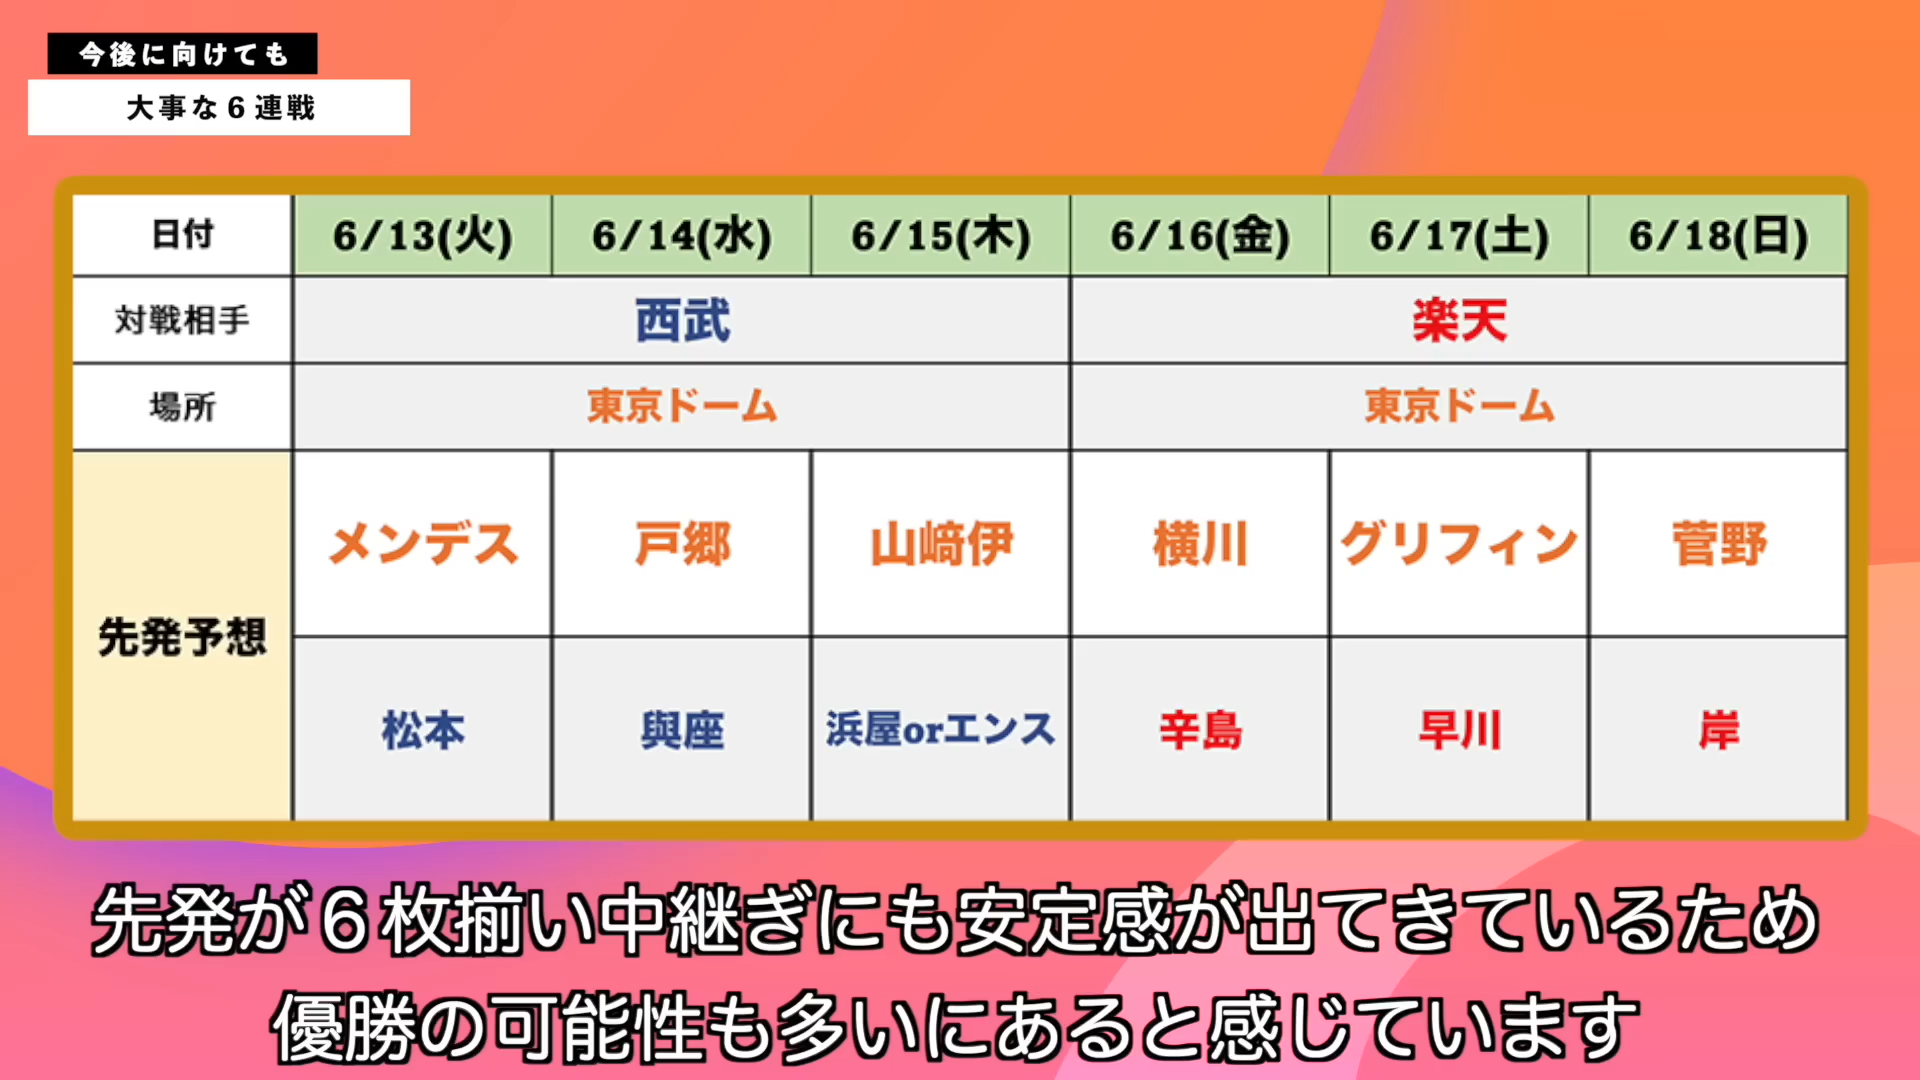 今後に向けても
大事な６連戦
日付 6/13(火) 6/14(水) 6/15(木) 6/16(金) 6/17(土) 6/18(日)
対戦相手 西武 楽天
場所 東京ドーム 東京ドーム
先発予想
メンデス 戸郷 山﨑伊 横川 グリフィン 菅野
松本 與座 浜屋orエンス 辛島 早川 岸
先発が６枚揃い中継ぎにも安定感が出てきているため
優勝の可能性も多いにあると感じています